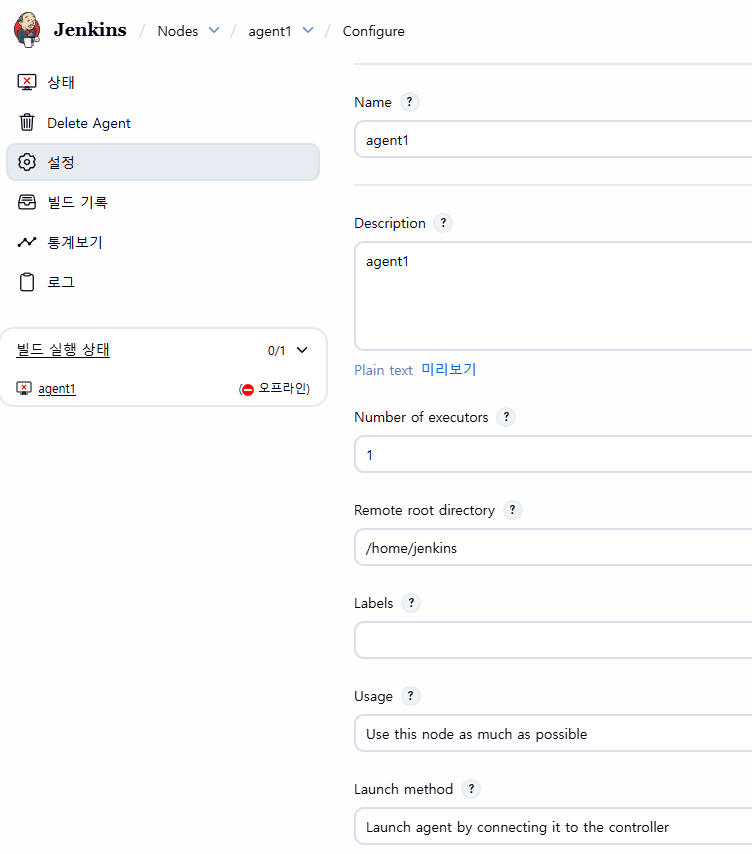 Jenkins / Nodes / agent1 / Configure
상태
Delete Agent
설정
빌드 기록
통계보기
로그
빌드 실행 상태 0/1
agent1 (오프라인)
Name ?
agent1
Description ?
agent1
Plain text 미리보기
Number of executors ?
1
Remote root directory ?
/home/jenkins
Labels ?
Usage ?
Use this node as much as possible
Launch method ?
Launch agent by connecting it to the controller